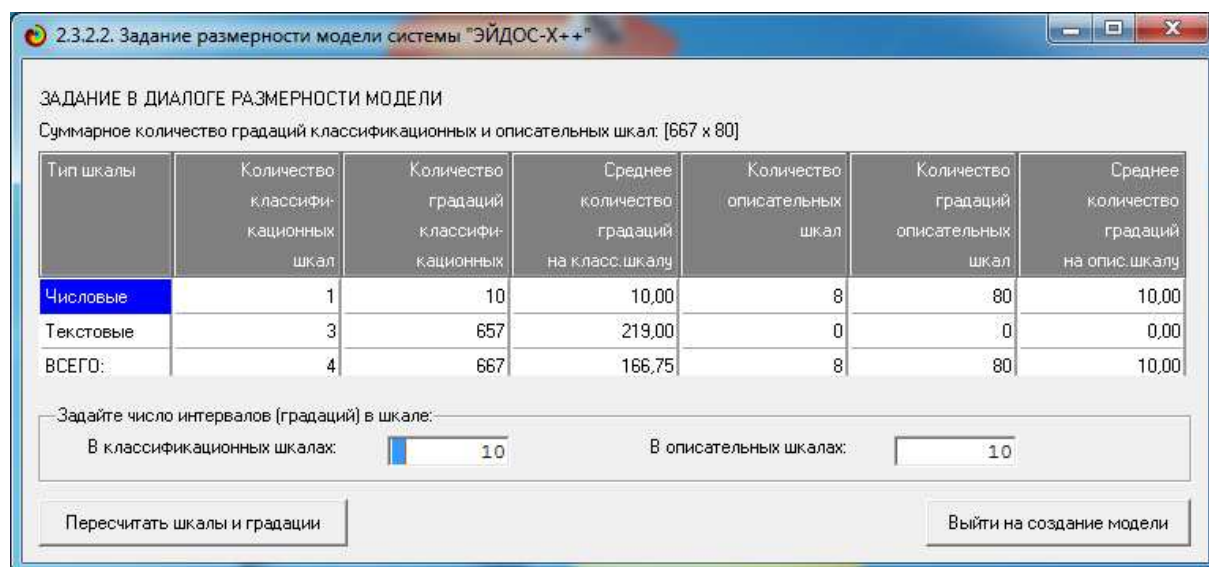 2.3.2.2. Задание размерности модели системы "ЭЙДОС-X++"
ЗАДАНИЕ В ДИАЛОГЕ РАЗМЕРНОСТИ МОДЕЛИ
Суммарное количество градаций классификационных и описательных шкал: [667 x 80]
Тип шкалы Количество Количество Среднее Количество Количество Среднее
классифи- градаций количество описательных градаций количество
кационных классифи- градаций шкал описательных градаций
шкал кационных на класс.шкалу шкал на опис.шкалу
Числовые 1 10 10,00 8 80 10,00
Текстовые 3 657 219,00 0 0 0,00
ВСЕГО: 4 667 166,75 8 80 10,00
Задайте число интервалов (градаций) в шкале:
В классификационных шкалах: 10 В описательных шкалах: 10
Пересчитать шкалы и градации Выйти на создание модели